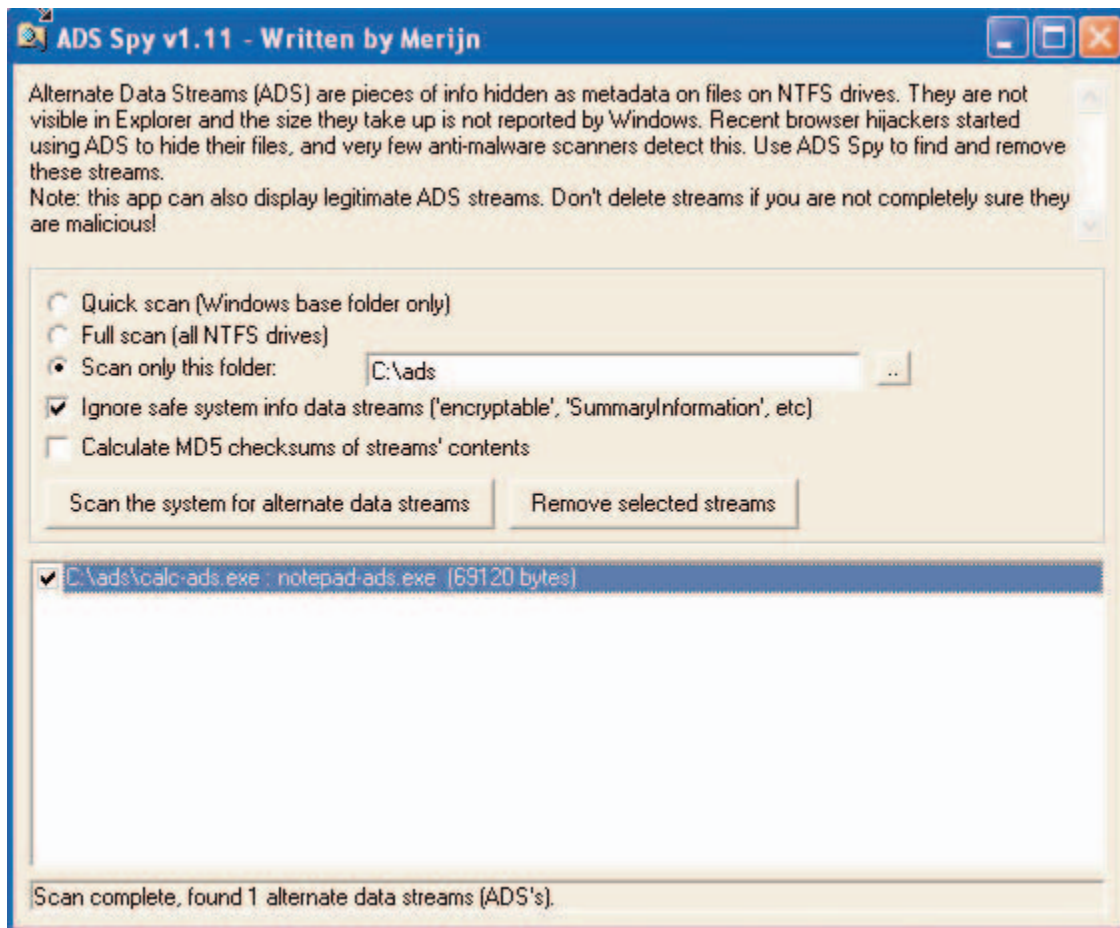 ADS Spy v1.11 - Written by Merijn
Alternate Data Streams (ADS) are pieces of info hidden as metadata on files on NTFS drives. They are not
visible in Explorer and the size they take up is not reported by Windows. Recent browser hijackers started
using ADS to hide their files, and very few anti-malware scanners detect this. Use ADS Spy to find and remove
these streams.
Note: this app can also display legitimate ADS streams. Don't delete streams if you are not completely sure they
are malicious!
Quick scan (Windows base folder only)
Full scan (all NTFS drives)
Scan only this folder: C:\ads ..
Ignore safe system info data streams ('encryptable', 'SummaryInformation', etc)
Calculate MD5 checksums of streams' contents
Scan the system for alternate data streams Remove selected streams
C:\ads\calc-ads.exe : notepad-ads.exe (69120 bytes)
Scan complete, found 1 alternate data streams (ADS's).